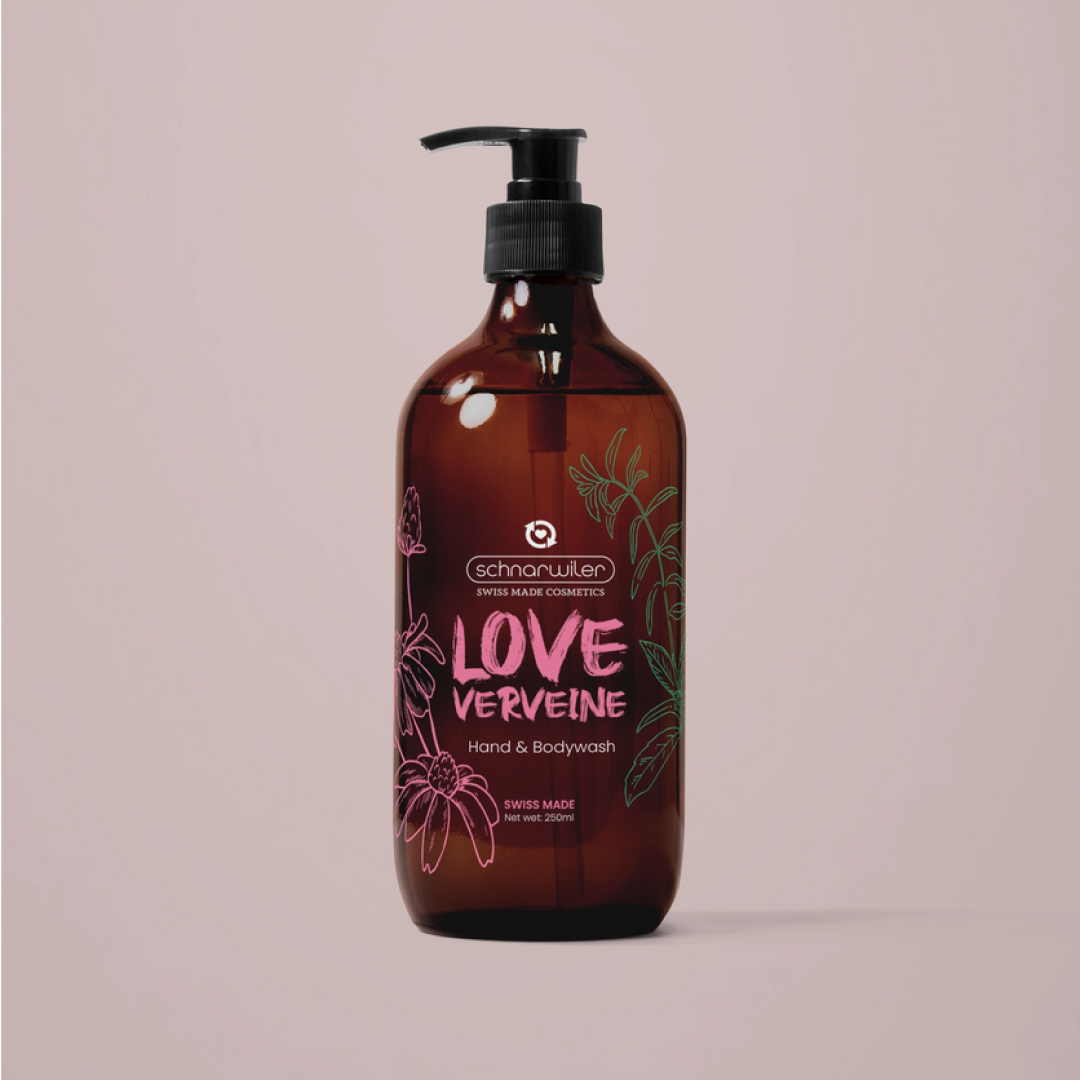 schnarwiler
SWISS MADE COSMETICS
LOVE
VERVEINE
Hand & Bodywash
SWISS MADE
Net wet: 250ml